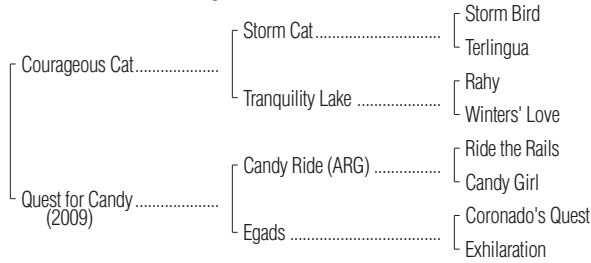 Storm Bird
Storm Cat....................
Terlingua
Courageous Cat....................
Rahy
Tranquility Lake ....................
Winters' Love
Ride the Rails
Candy Ride (ARG) ................
Candy Girl
Quest for Candy....................
(2009)
Coronado's Quest
Egads ....................................
Exhilaration